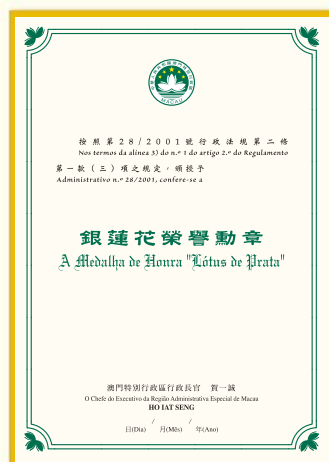 MACAU
按照第28/2001號行政法規第二條
Nos termos da alínea 3) do n.º 1 do artigo 2.º do Regulamento
第一款（三）項之規定，頒授予
Administrativo n.º 28/2001, confere-se a
銀蓮花榮譽勳章
A Medalha de Honra "Lótus de Prata"
澳門特別行政區行政長官 賀一誠
O Chefe do Executivo da Região Administrativa Especial de Macau
HO IAT SENG
/ /
日(Dia) 月(Mês) 年(Ano)